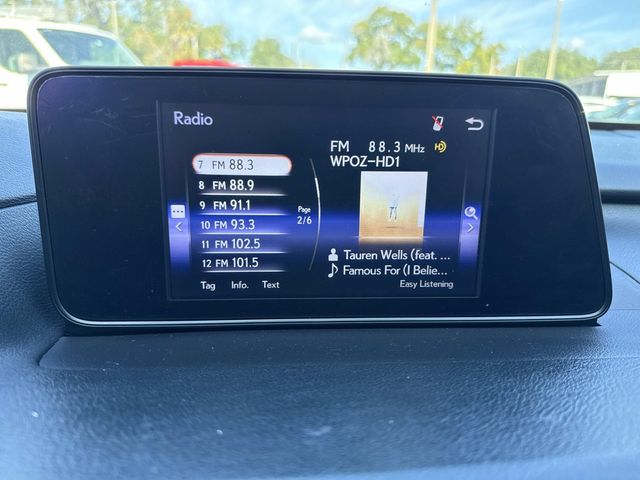 Radio
FM 88.3 MHz HD
WPOZ-HD1
7 FM 88.3
8 FM 88.9
9 FM 91.1
10 FM 93.3
11 FM 102.5
12 FM 101.5
Page
2/6
Tauren Wells (feat. ...
Famous For (I Belie...
Easy Listening
Tag Info. Text